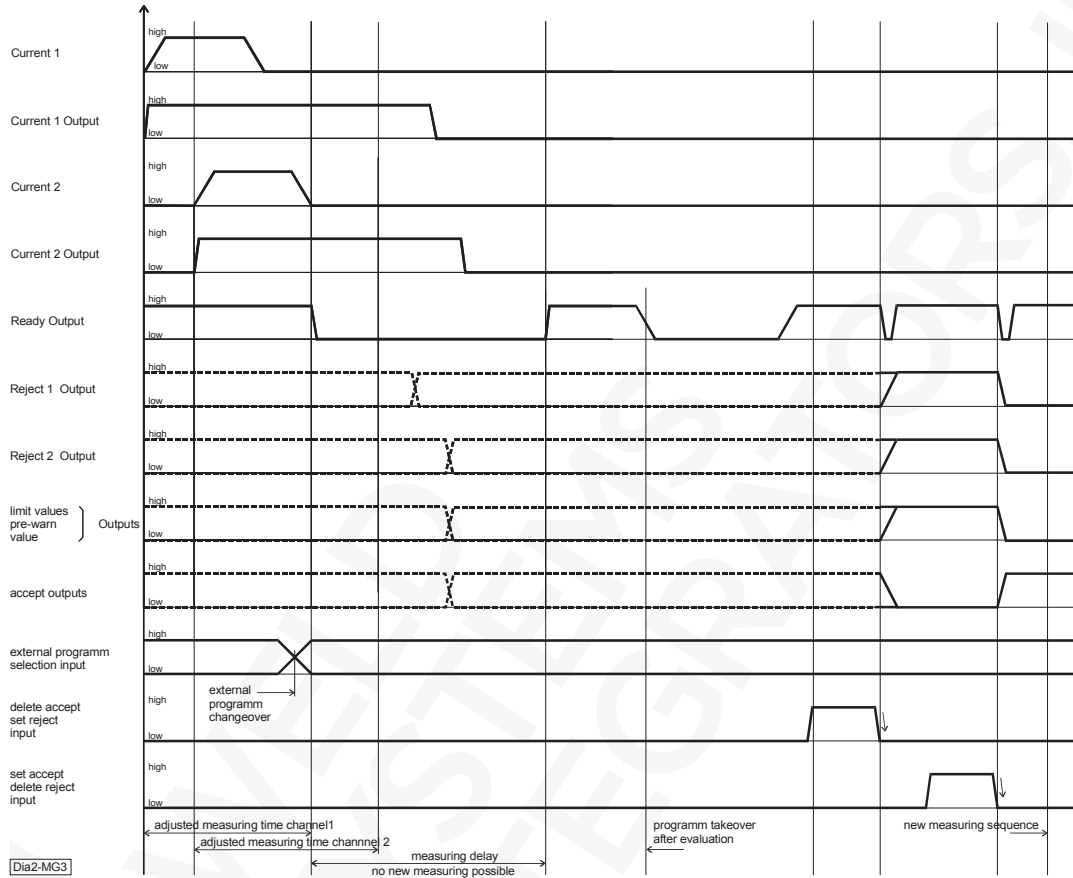 Current 1
high
low
Current 1 Output
high
low
Current 2
high
low
Current 2 Output
high
low
Ready Output
high
low
Reject 1 Output
high
low
Reject 2 Output
high
low
limit values
pre-warn
value
Outputs
high
low
accept outputs
high
low
external programm
selection input
high
low
external
programm
changeover
delete accept
set reject
input
high
low
set accept
delete reject
input
high
low
adjusted measuring time channel1
adjusted measuring time channnel 2
measuring delay
no new measuring possible
programm takeover
after evaluation
new measuring sequence
Dia2-MG3
WELD
SYSTEMS
INTEGRATORS